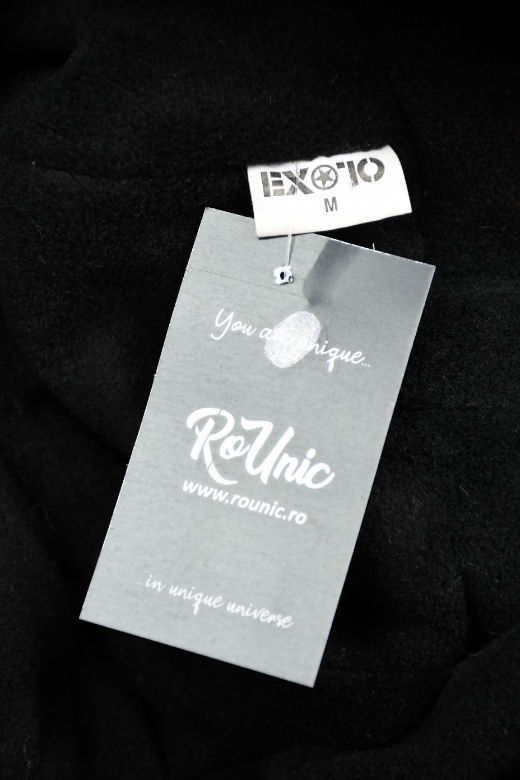 EXOTO
M
You are unique...
RoUnic
www.rounic.ro
...in unique universe